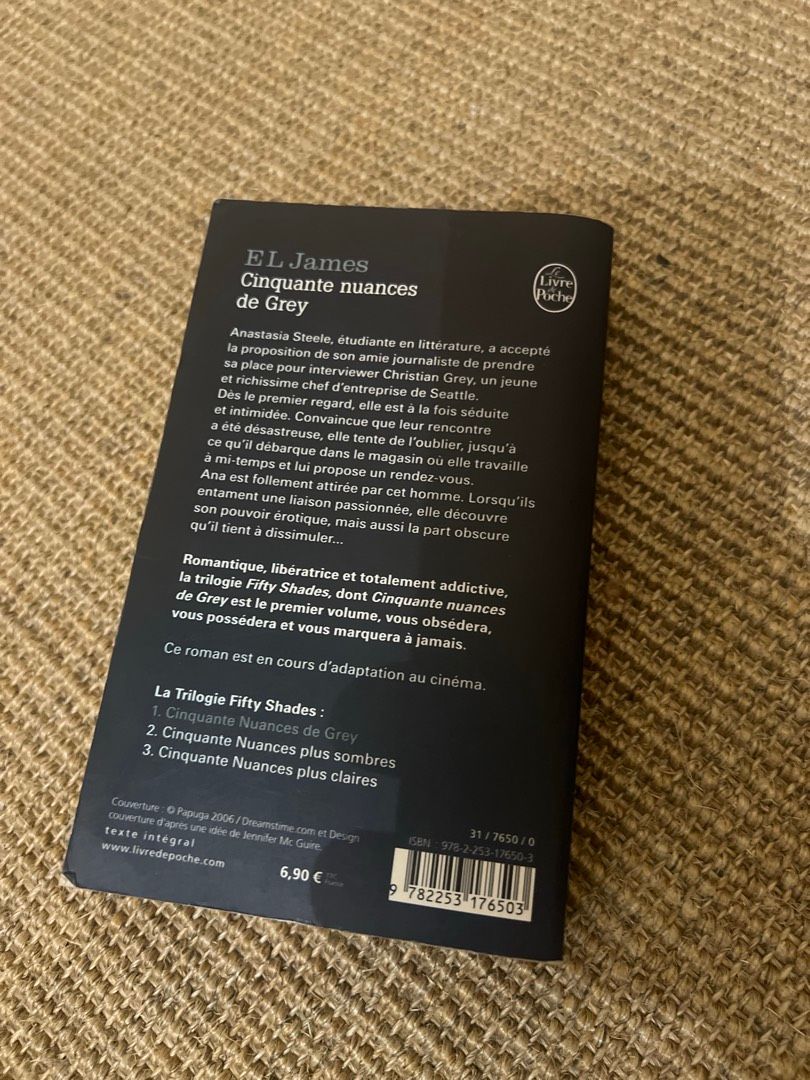 E L James
Cinquante nuances
de Grey
Le
Livre
de
Poche
Anastasia Steele, étudiante en littérature, a accepté
la proposition de son amie journaliste de prendre
sa place pour interviewer Christian Grey, un jeune
et richissime chef d'entreprise de Seattle.
Dès le premier regard, elle est à la fois séduite
et intimidée. Convaincue que leur rencontre
a été désastreuse, elle tente de l'oublier, jusqu'à
ce qu'il débarque dans le magasin où elle travaille
à mi-temps et lui propose un rendez-vous.
Ana est follement attirée par cet homme. Lorsqu'ils
entament une liaison passionnée, elle découvre
son pouvoir érotique, mais aussi la part obscure
qu'il tient à dissimuler...
Romantique, libératrice et totalement addictive,
la trilogie Fifty Shades, dont Cinquante nuances
de Grey est le premier volume, vous obsédera,
vous possédera et vous marquera à jamais.
Ce roman est en cours d'adaptation au cinéma.
La Trilogie Fifty Shades :
1. Cinquante Nuances de Grey
2. Cinquante Nuances plus sombres
3. Cinquante Nuances plus claires
Couverture : © Papuga 2006 / Dreamstime.com et Design
couverture d'après une idée de Jennifer Mc Guire.
texte intégral
www.livredepoche.com
6,90 € TTC
France
31 / 7650 / 0
ISBN : 978-2-253-17650-3
9 782253 176503